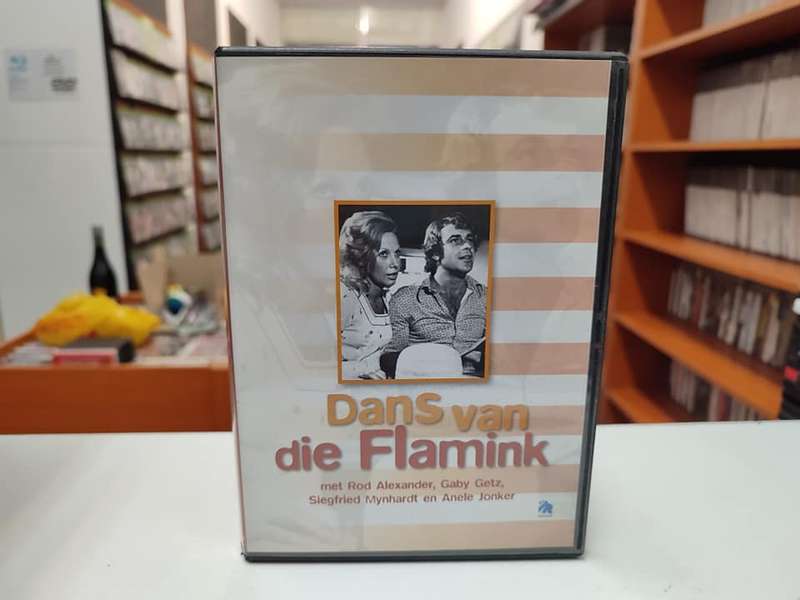 Dans van
die Flamink
met Rod Alexander, Gaby Getz,
Siegfried Mynhardt en Anele Jonker